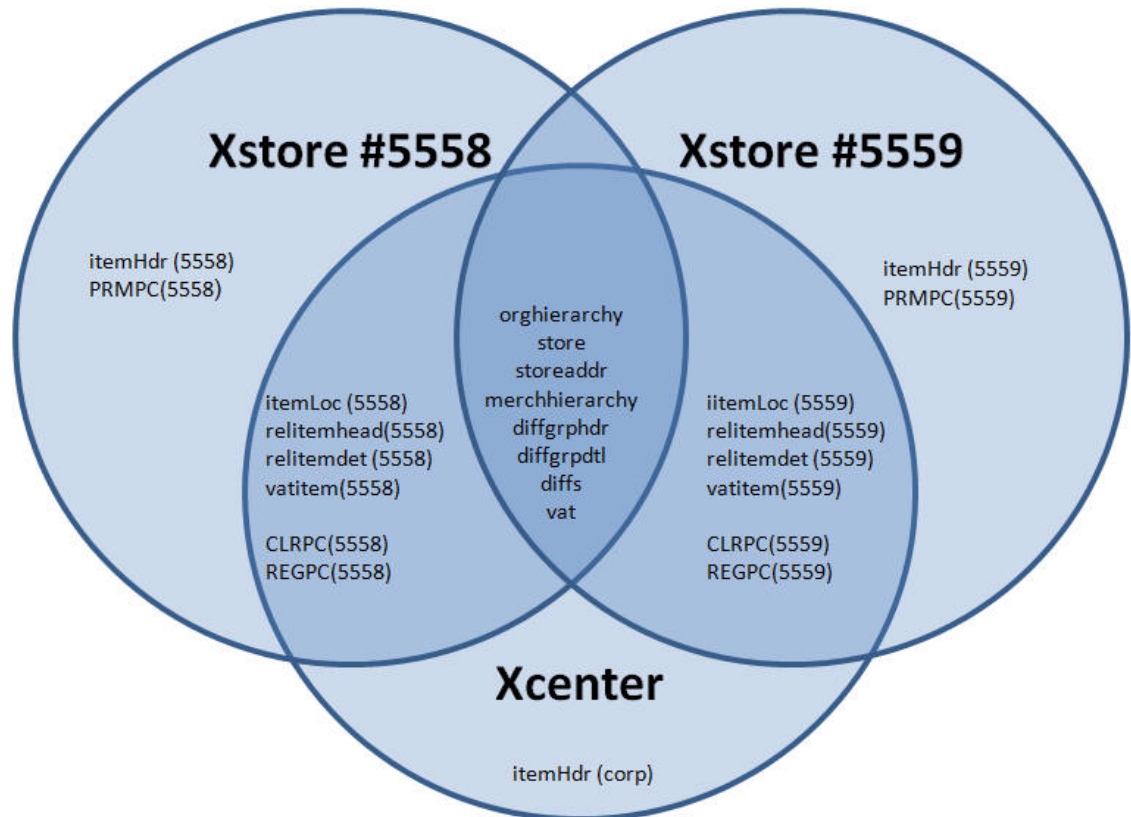 Xstore #5558
Xstore #5559
itemHdr (5558)
PRMPC(5558)
itemHdr (5559)
PRMPC(5559)
orghierarchy
store
storeaddr
merchhierarchy
diffgrphdr
diffgrpdtl
diffs
vat
itemLoc (5558)
relitemhead(5558)
relitemdet (5558)
vatitem(5558)
CLRPC(5558)
REGPC(5558)
iitemLoc (5559)
relitemhead(5559)
relitemdet (5559)
vatitem(5559)
CLRPC(5559)
REGPC(5559)
Xcenter
itemHdr (corp)